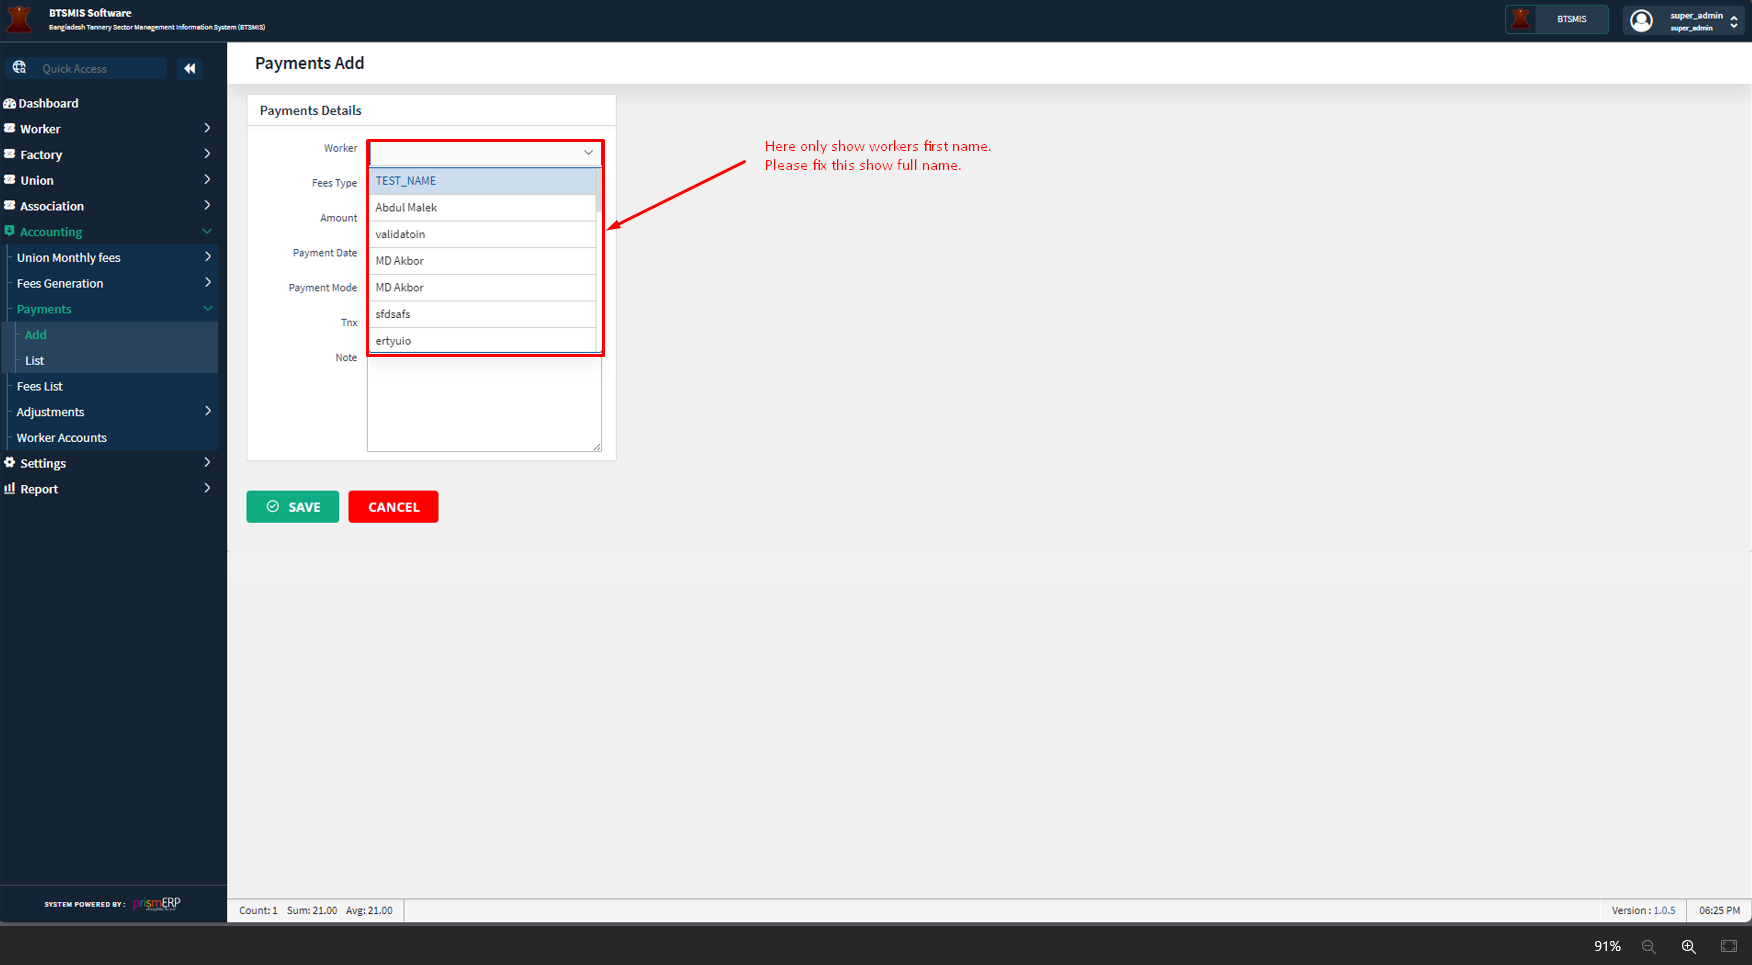 BTSMIS Software
Bangladesh Tannery Sector Management Information System (BTSMIS)
BTSMIS
super_admin
super_admin
Quick Access
Dashboard
Worker
Factory
Union
Association
Accounting
Union Monthly fees
Fees Generation
Payments
Add
List
Fees List
Adjustments
Worker Accounts
Settings
Report
SYSTEM POWERED BY : prismERP
Payments Add
Payments Details
Worker
Fees Type
Amount
Payment Date
Payment Mode
Tnx
Note
TEST_NAME
Abdul Malek
validatoin
MD Akbor
MD Akbor
sfdsafs
ertyuio
Here only show workers first name.
Please fix this show full name.
SAVE
CANCEL
Count: 1 Sum: 21.00 Avg: 21.00
Version : 1.0.5
06:25 PM
91%